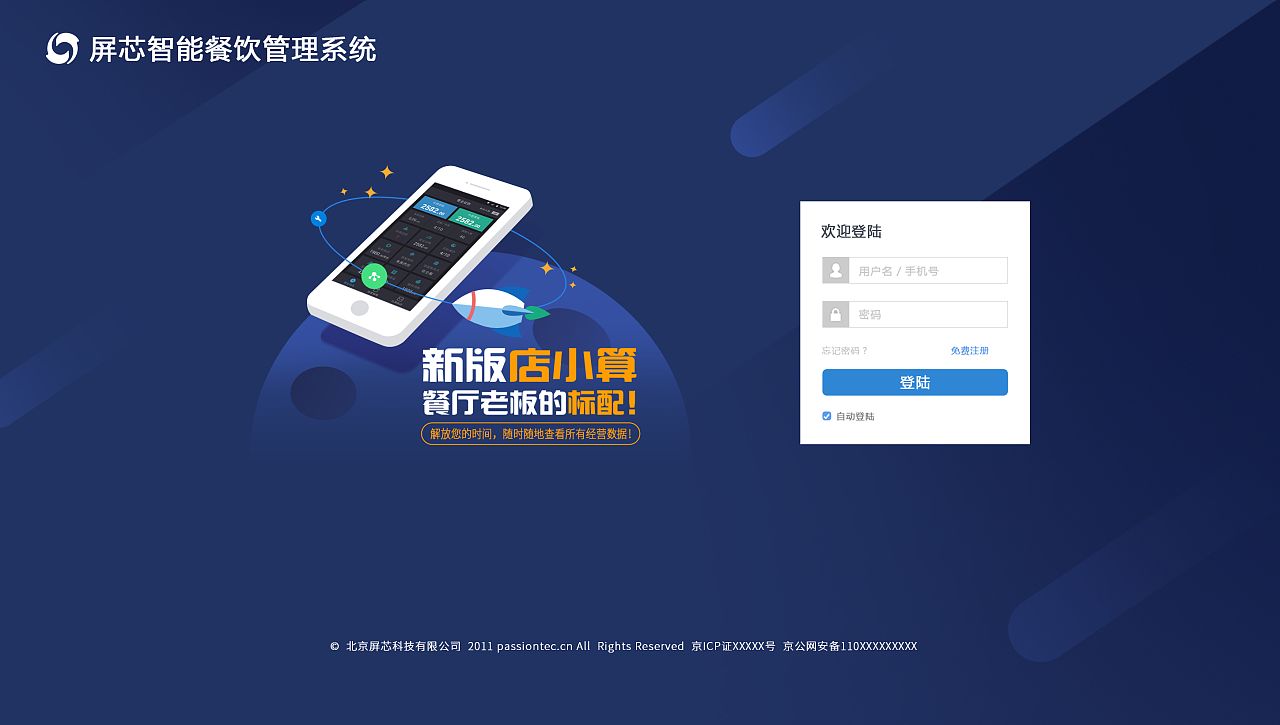 屏芯智能餐饮管理系统
2582.00
2582.00
新版店小算
餐厅老板的标配!
解放您的时间，随时随地查看所有经营数据!
欢迎登陆
用户名 / 手机号
密码
忘记密码？
免费注册
登陆
自动登陆
© 北京屏芯科技有限公司 2011 passiontec.cn All Rights Reserved 京ICP证XXXXX号 京公网安备110XXXXXXXXX